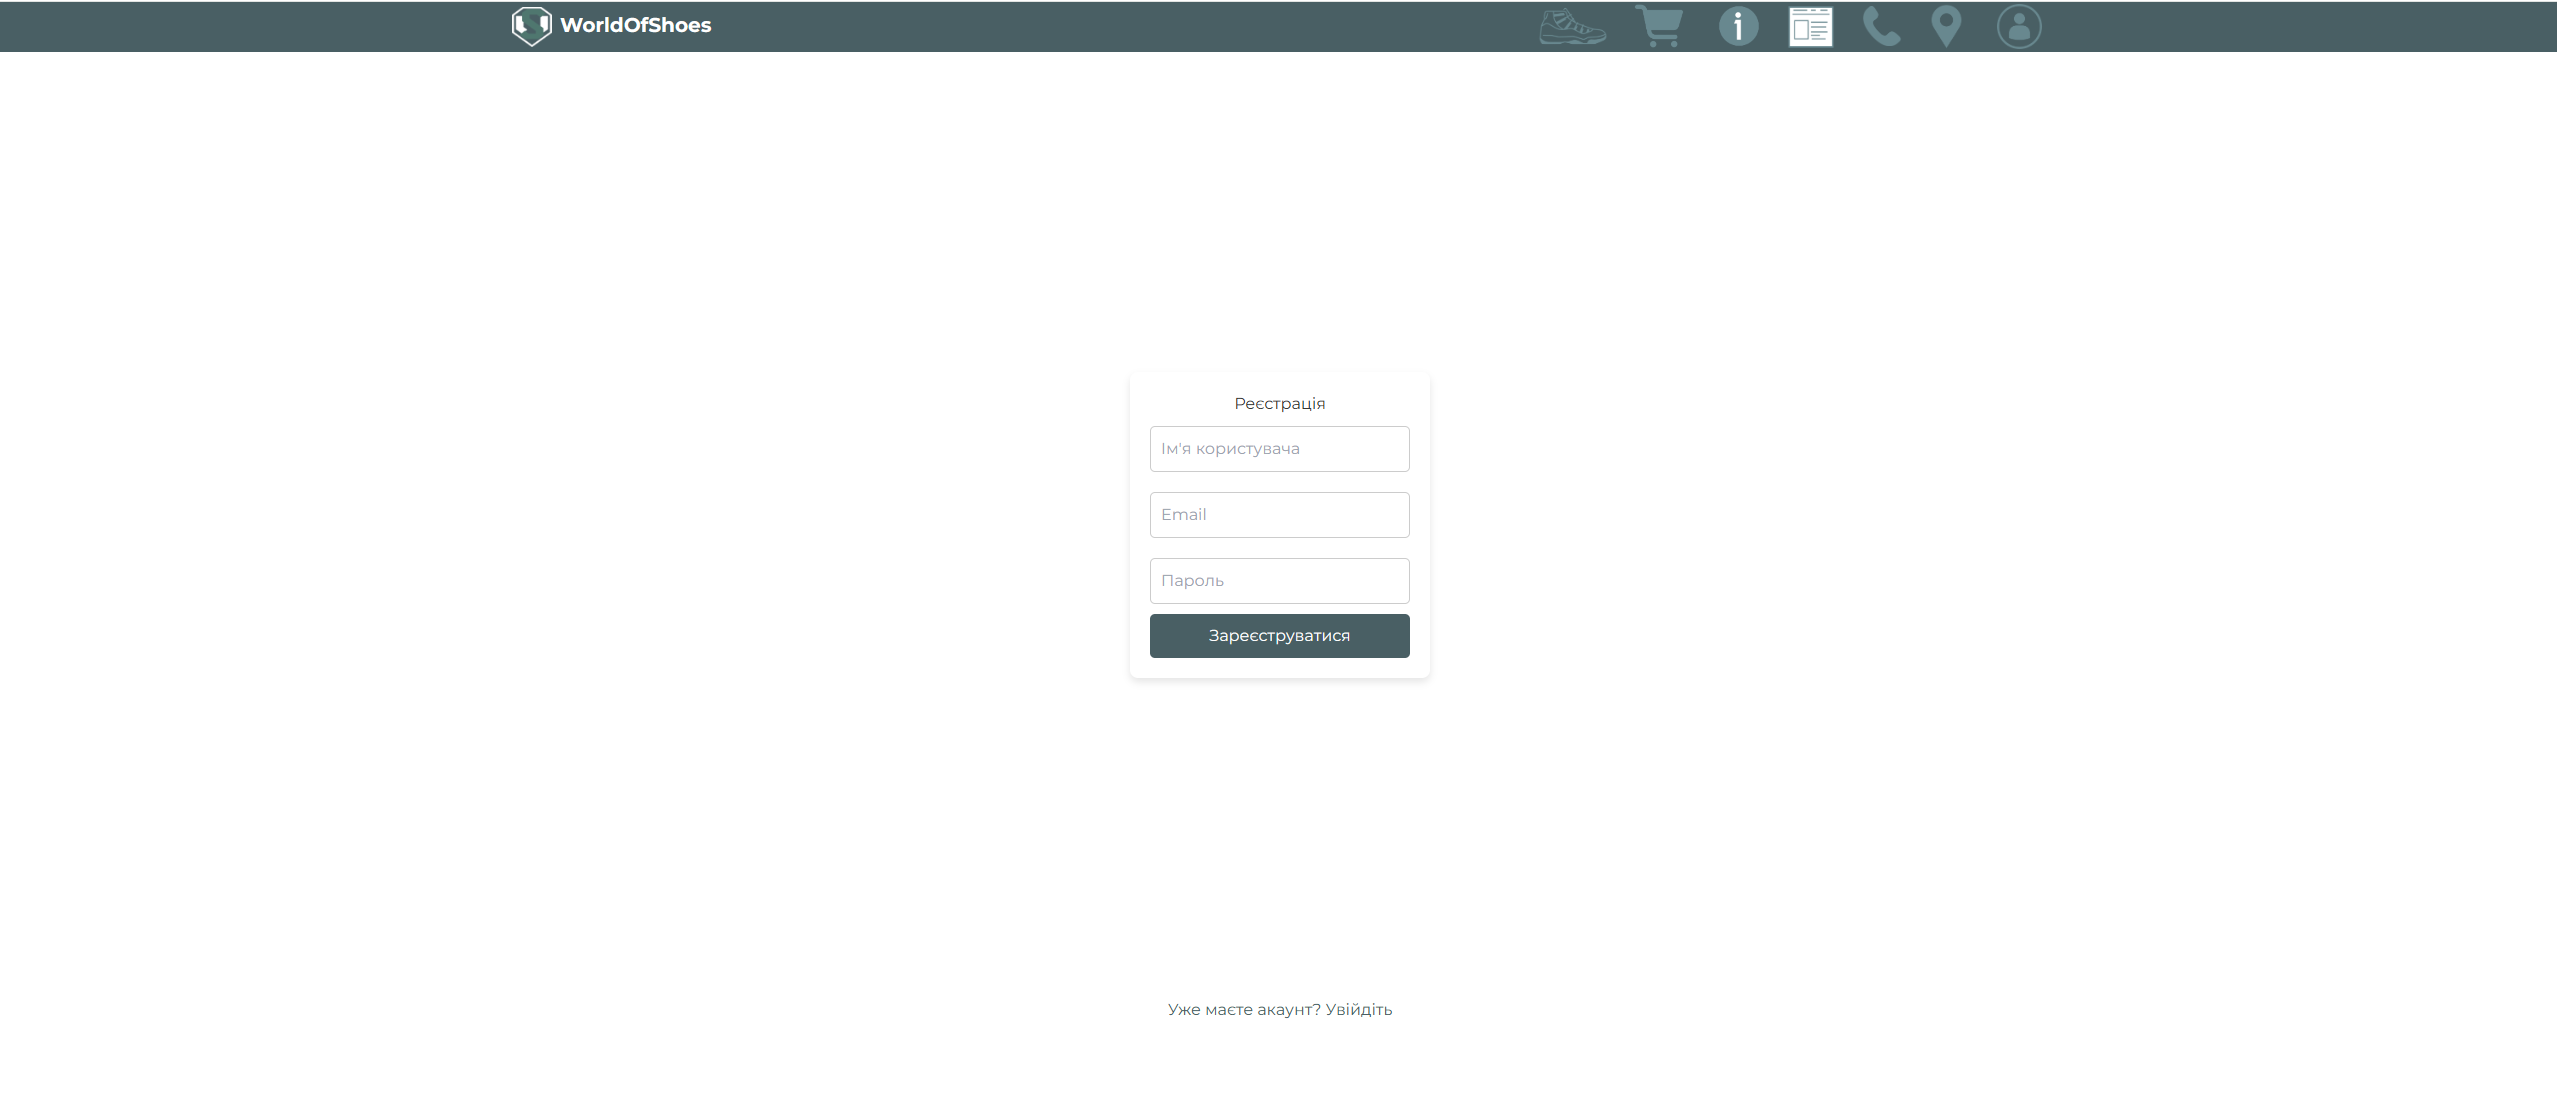 WorldOfShoes
Реєстрація
Ім'я користувача
Email
Пароль
Зареєструватися
Уже маєте акаунт? Увійдіть